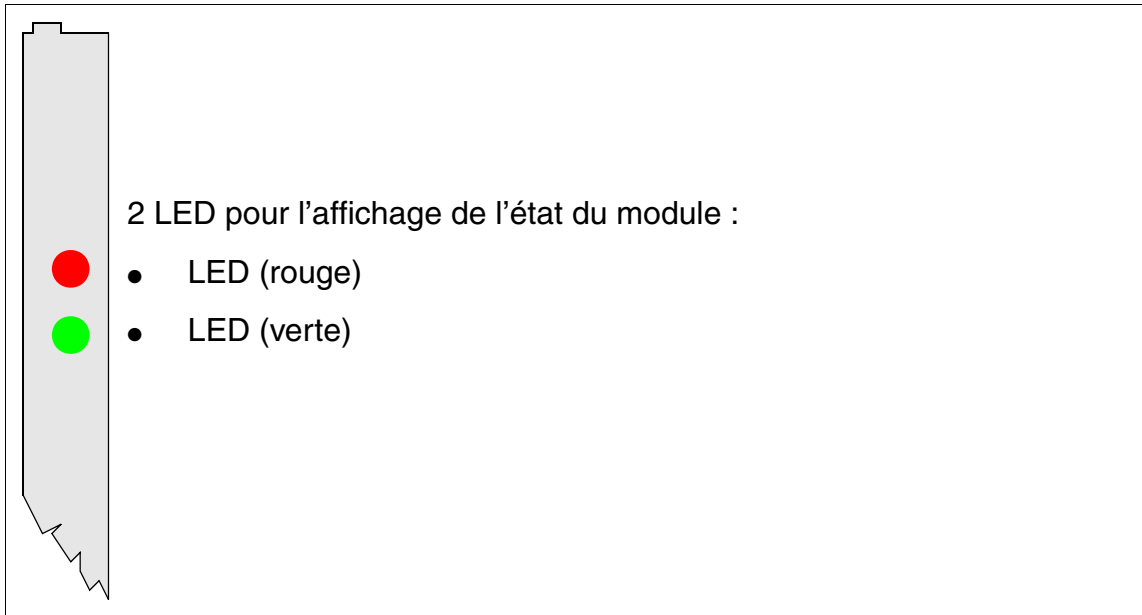 2 LED pour l'affichage de l'état du module :
● LED (rouge)
● LED (verte)